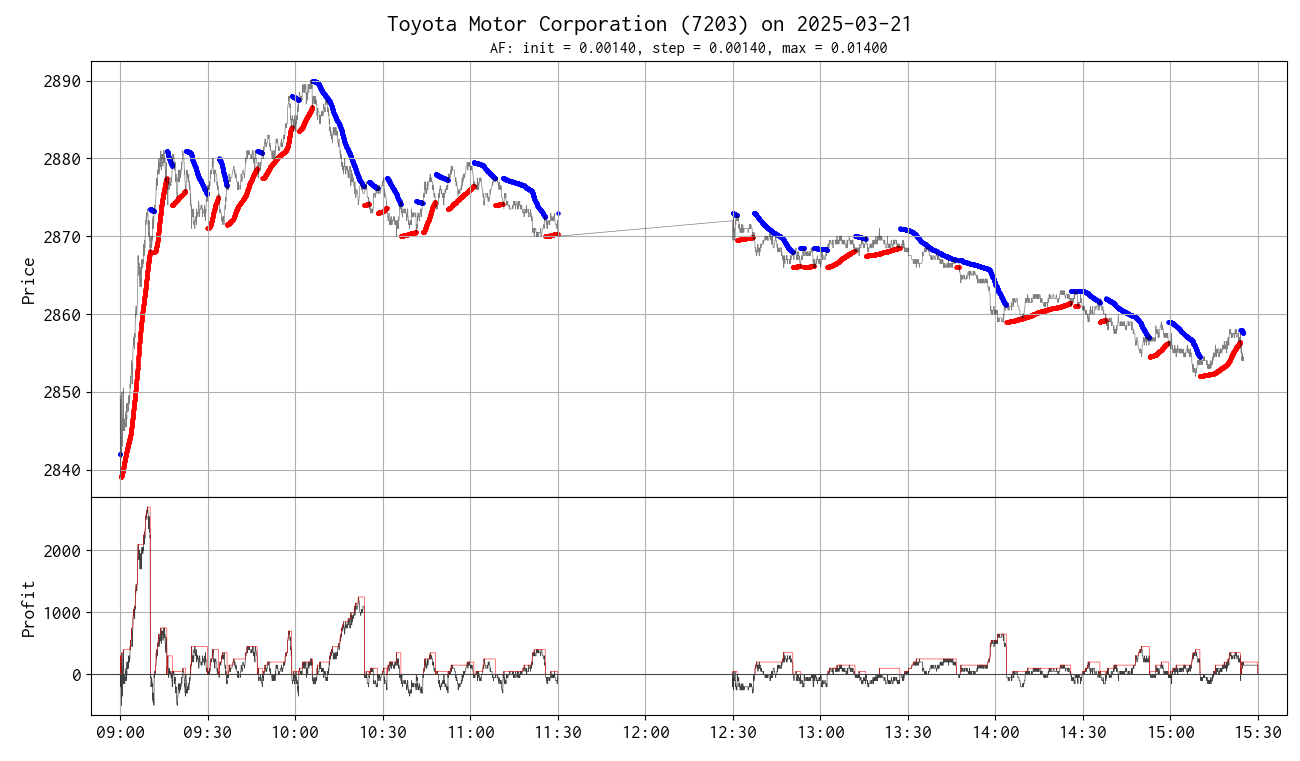 Toyota Motor Corporation (7203) on 2025-03-21
AF: init = 0.00140, step = 0.00140, max = 0.01400
Price
2890
2880
2870
2860
2850
2840
Profit
2000
1000
0
09:00 09:30 10:00 10:30 11:00 11:30 12:00 12:30 13:00 13:30 14:00 14:30 15:00 15:30